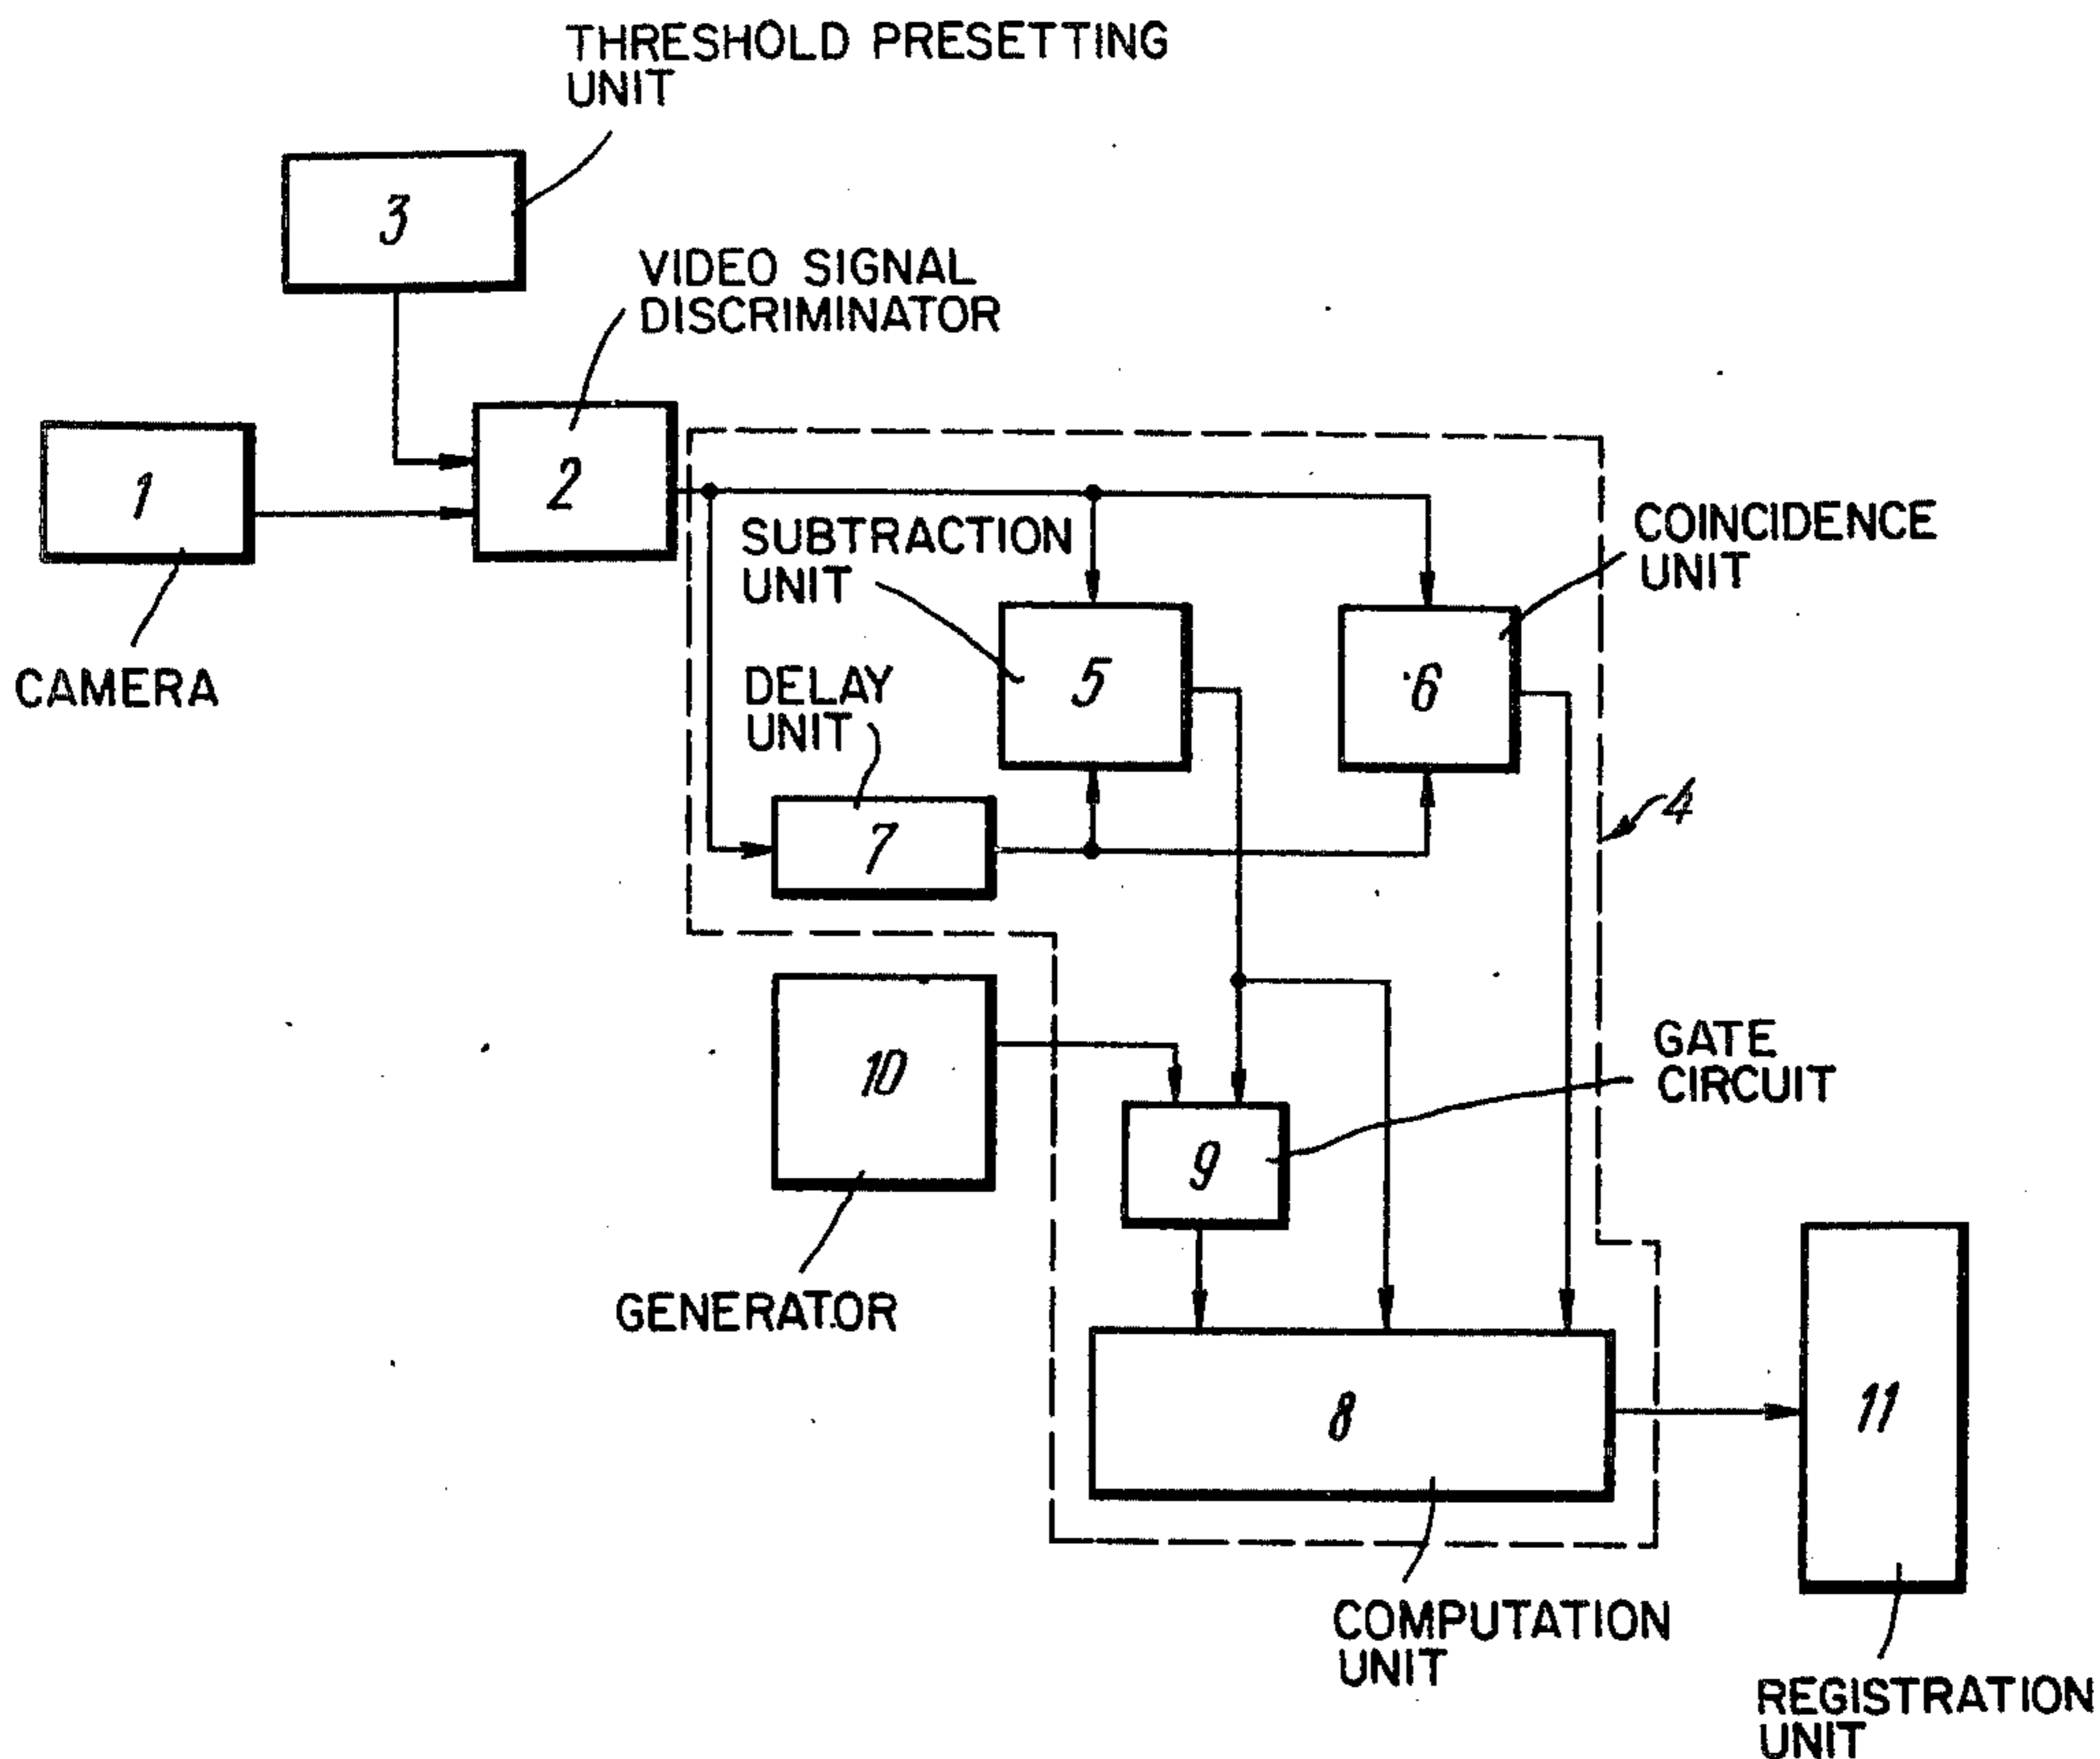 THRESHOLD PRESETTING
UNIT
3
VIDEO SIGNAL
DISCRIMINATOR
1
2
CAMERA
SUBTRACTION
UNIT
COINCIDENCE
UNIT
5
6
DELAY
UNIT
7
4
10
GATE
CIRCUIT
9
GENERATOR
8
11
COMPUTATION
UNIT
REGISTRATION
UNIT